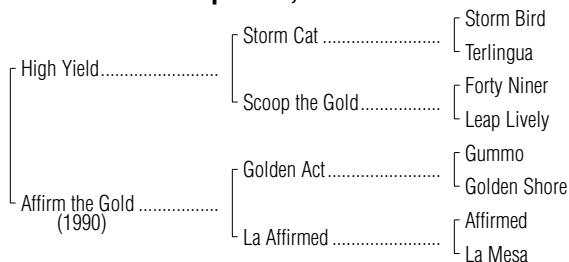 Storm Bird
Storm Cat ........................
Terlingua
High Yield........................
Forty Niner
Scoop the Gold................
Leap Lively
Gummo
Golden Act .......................
Golden Shore
Affirm the Gold ................
(1990)
Affirmed
La Affirmed ......................
La Mesa